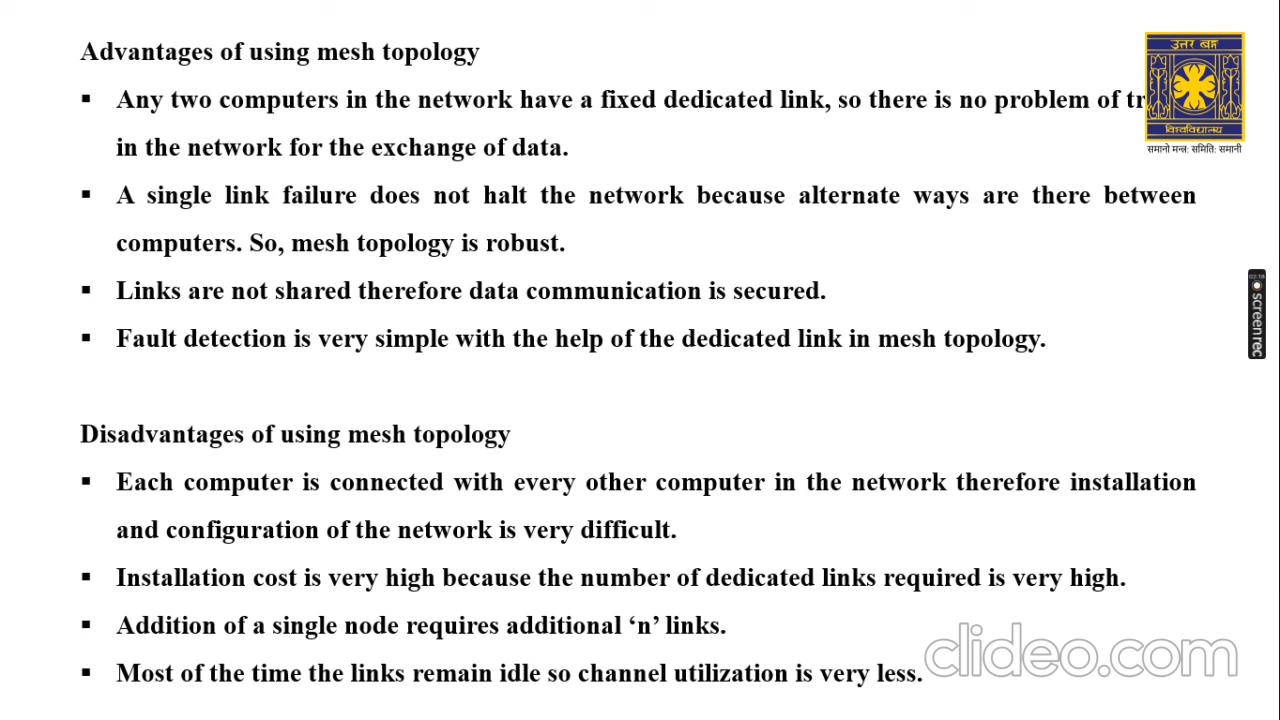 Advantages of using mesh topology
▪ Any two computers in the network have a fixed dedicated link, so there is no problem of
in the network for the exchange of data.
▪ A single link failure does not halt the network because alternate ways are there between
computers. So, mesh topology is robust.
▪ Links are not shared therefore data communication is secured.
▪ Fault detection is very simple with the help of the dedicated link in mesh topology.
Disadvantages of using mesh topology
▪ Each computer is connected with every other computer in the network therefore installation
and configuration of the network is very difficult.
▪ Installation cost is very high because the number of dedicated links required is very high.
▪ Addition of a single node requires additional ‘n’ links.
▪ Most of the time the links remain idle so channel utilization is very less.
उत्तर बङ्ग
विश्वविद्यालय
समानो मन्त्र: समिति: समानी
screenrec
clideo.com